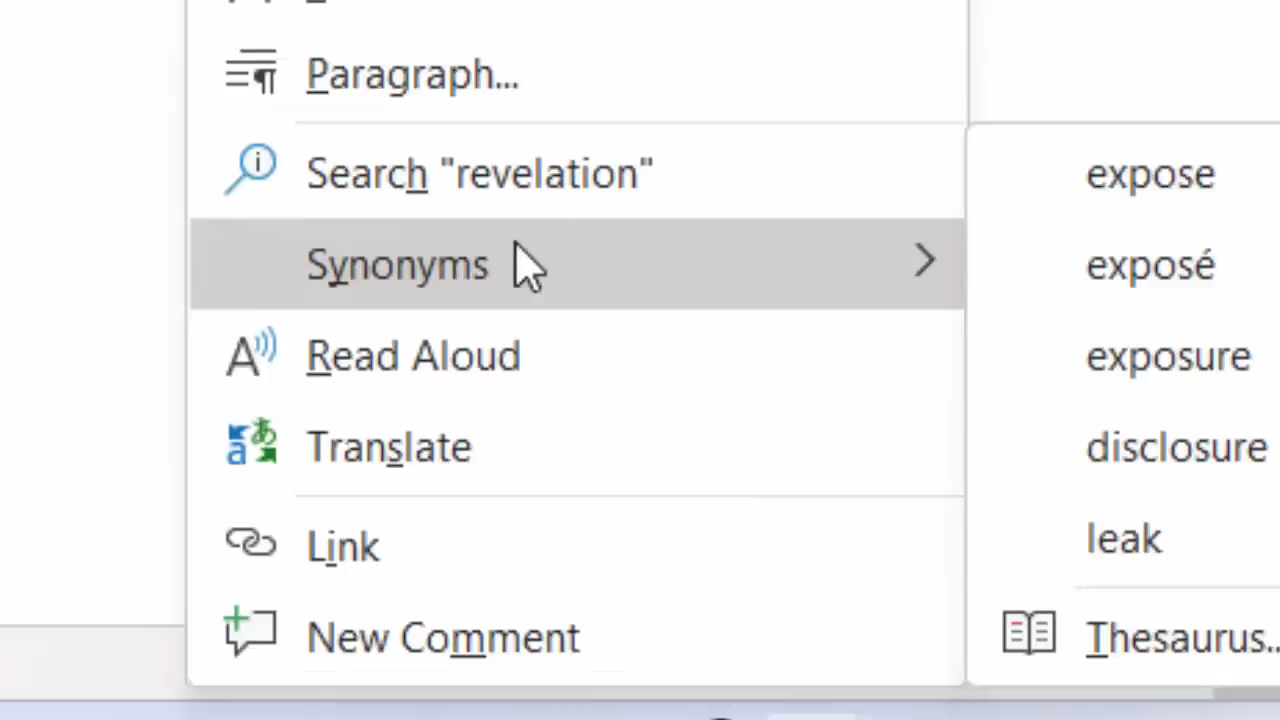 Paragraph...
Search "revelation"
Synonyms
Read Aloud
Translate
Link
New Comment
expose
exposé
exposure
disclosure
leak
Thesaurus..